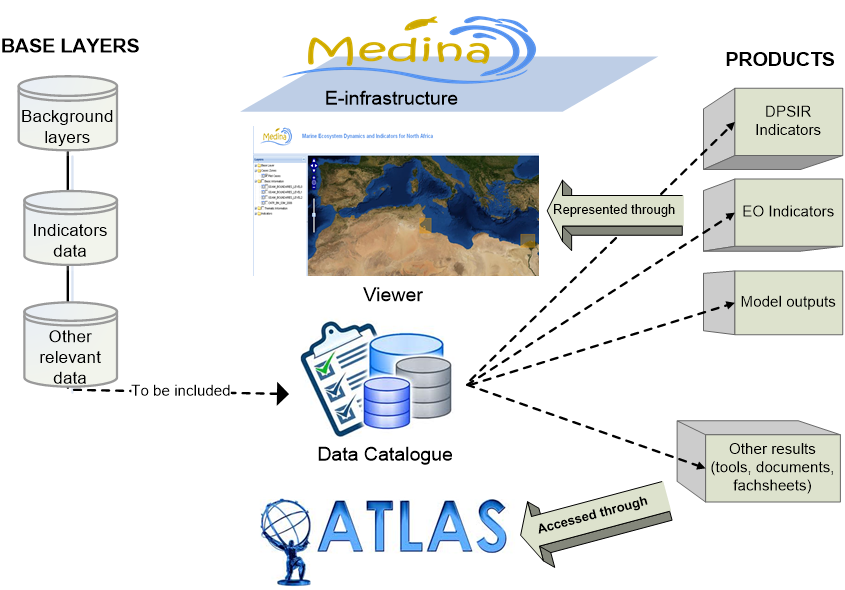 BASE LAYERS
Background
layers
Indicators
data
Other
relevant
data
To be included
Medina
E-infrastructure
Medina
Marine Ecosystem Dynamics and Indicators for North Africa
Layers
Viewer
Data Catalogue
ATLAS
PRODUCTS
DPSIR
Indicators
EO Indicators
Model outputs
Other results
(tools, documents,
fachsheets)
Represented through
Accessed through